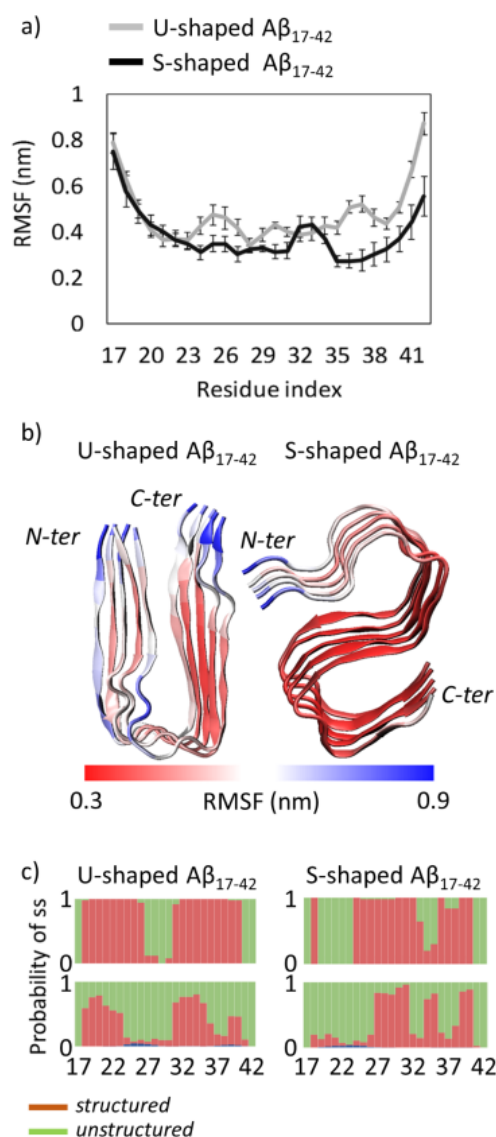 a)
U-shaped Aβ₁₇₋₄₂
S-shaped Aβ₁₇₋₄₂
RMSF (nm)
1
0.8
0.6
0.4
0.2
0
17 20 23 26 29 32 35 38 41
Residue index
b)
U-shaped Aβ₁₇₋₄₂ S-shaped Aβ₁₇₋₄₂
C-ter
N-ter
N-ter
C-ter
0.3 RMSF (nm) 0.9
c)
U-shaped Aβ₁₇₋₄₂ S-shaped Aβ₁₇₋₄₂
Probability of ss
1 1
0 0
1 1
0 0
17 22 27 32 37 42 17 22 27 32 37 42
structured
unstructured